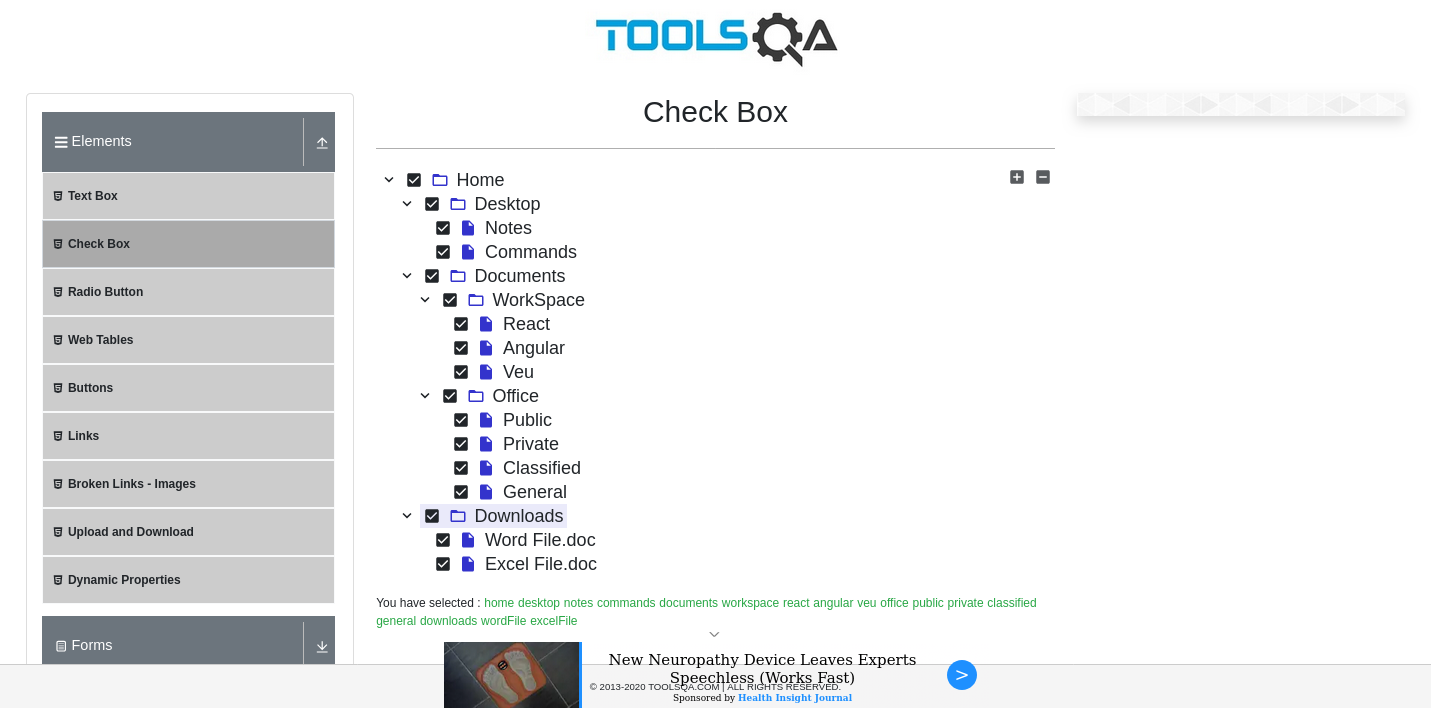 TOOLSQA
Elements
Text Box
Check Box
Radio Button
Web Tables
Buttons
Links
Broken Links - Images
Upload and Download
Dynamic Properties
Forms
Check Box
Home
Desktop
Notes
Commands
Documents
WorkSpace
React
Angular
Veu
Office
Public
Private
Classified
General
Downloads
Word File.doc
Excel File.doc
You have selected : home desktop notes commands documents workspace react angular veu office public private classified
general downloads wordFile excelFile
New Neuropathy Device Leaves Experts
Speechless (Works Fast)
© 2013-2020 TOOLSQA.COM | ALL RIGHTS RESERVED.
Sponsored by Health Insight Journal
>